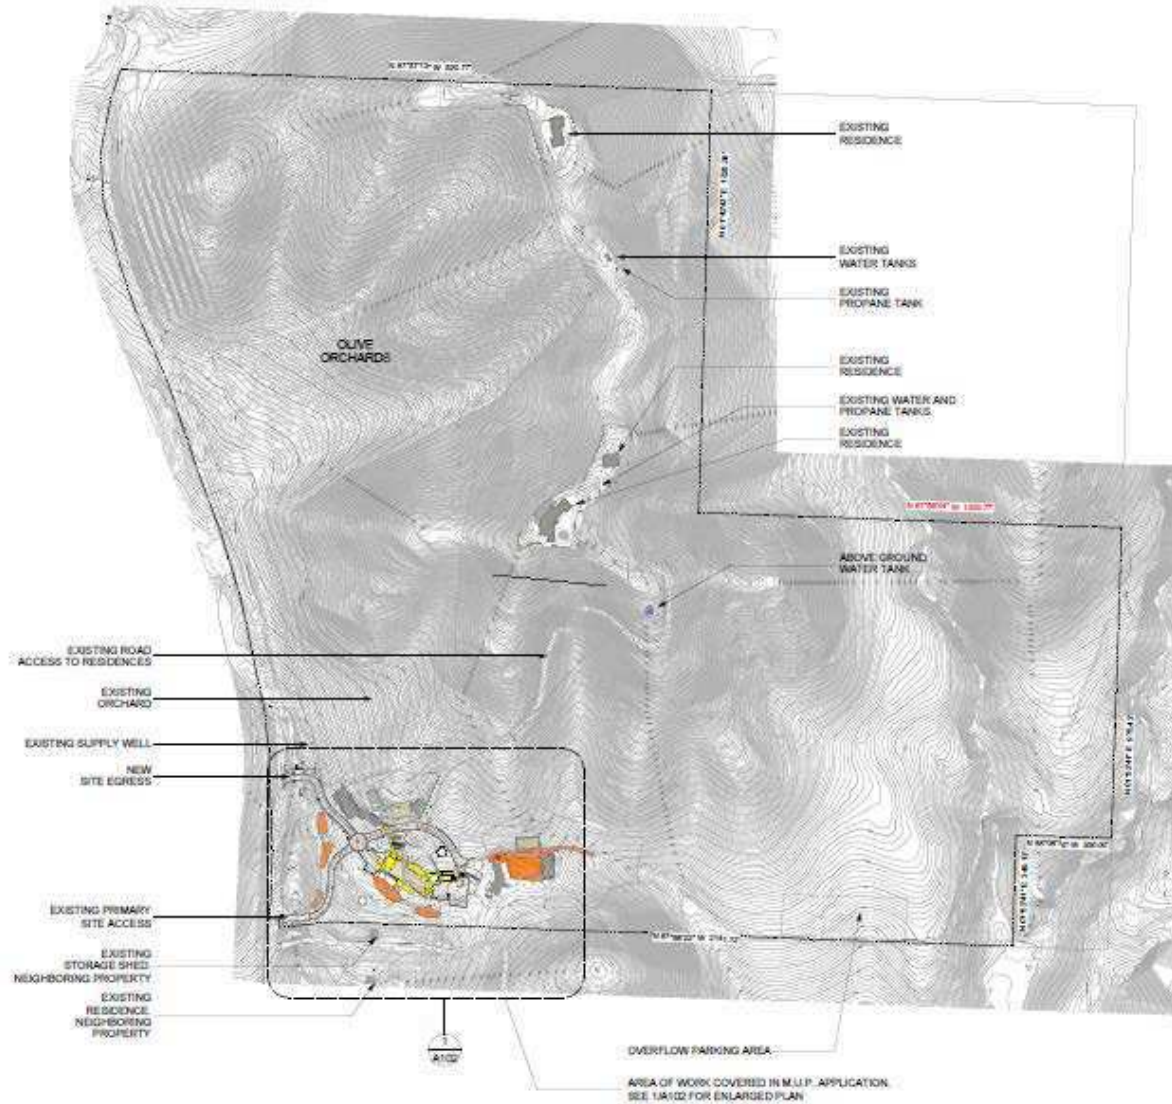 EXISTING
RESIDENCE
EXISTING
WATER TANKS
EXISTING
PROPANE TANK
OLIVE
ORCHARDS
EXISTING
RESIDENCE
EXISTING WATER AND
PROPANE TANKS
EXISTING
RESIDENCE
ABOVE GROUND
WATER TANK
EXISTING ROAD
ACCESS TO RESIDENCES
EXISTING
ORCHARD
EXISTING SUPPLY WELL
NEW
SITE EGRESS
EXISTING PRIMARY
SITE ACCESS
EXISTING
STORAGE SHED.
NEIGHBORING PROPERTY
EXISTING
RESIDENCE.
NEIGHBORING
PROPERTY
1
A102
OVERFLOW PARKING AREA
AREA OF WORK COVERED IN M.U.P. APPLICATION.
SEE 1/A102 FOR ENLARGED PLAN